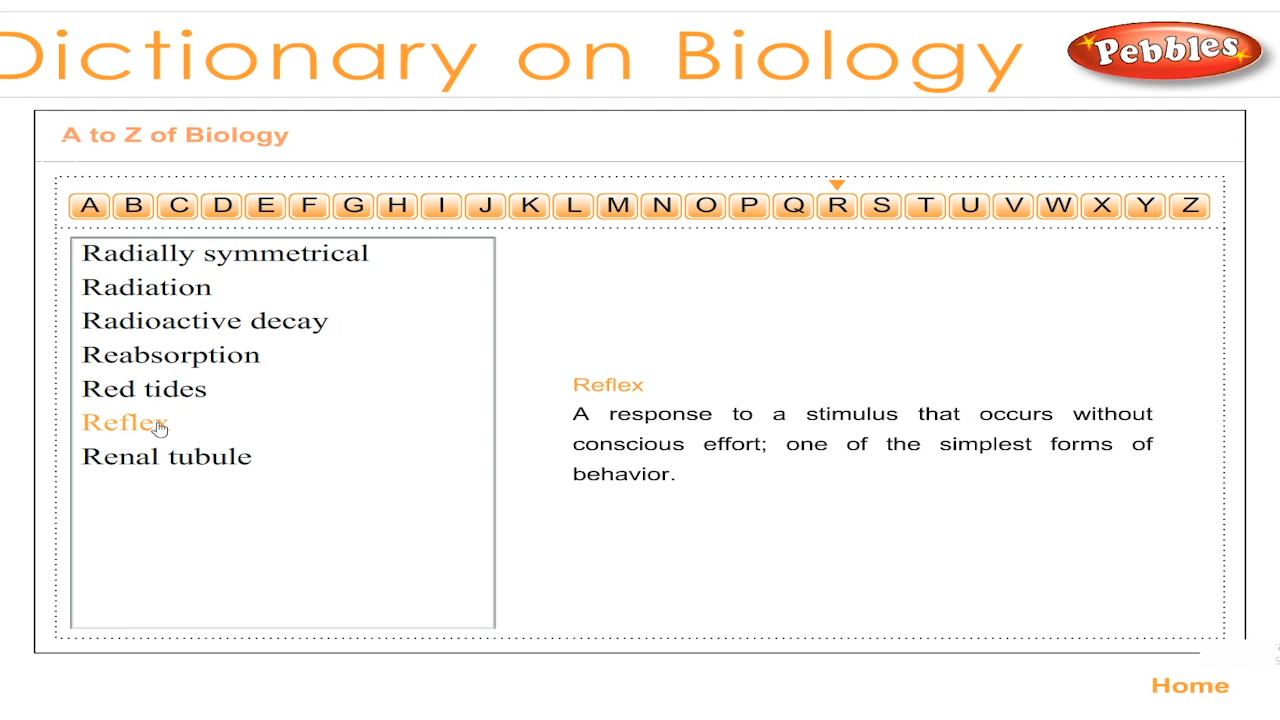 Dictionary on Biology
Pebbles
A to Z of Biology
A B C D E F G H I J K L M N O P Q R S T U V W X Y Z
Radially symmetrical
Radiation
Radioactive decay
Reabsorption
Red tides
Reflex
Renal tubule
Reflex
A response to a stimulus that occurs without
conscious effort; one of the simplest forms of
behavior.
Home